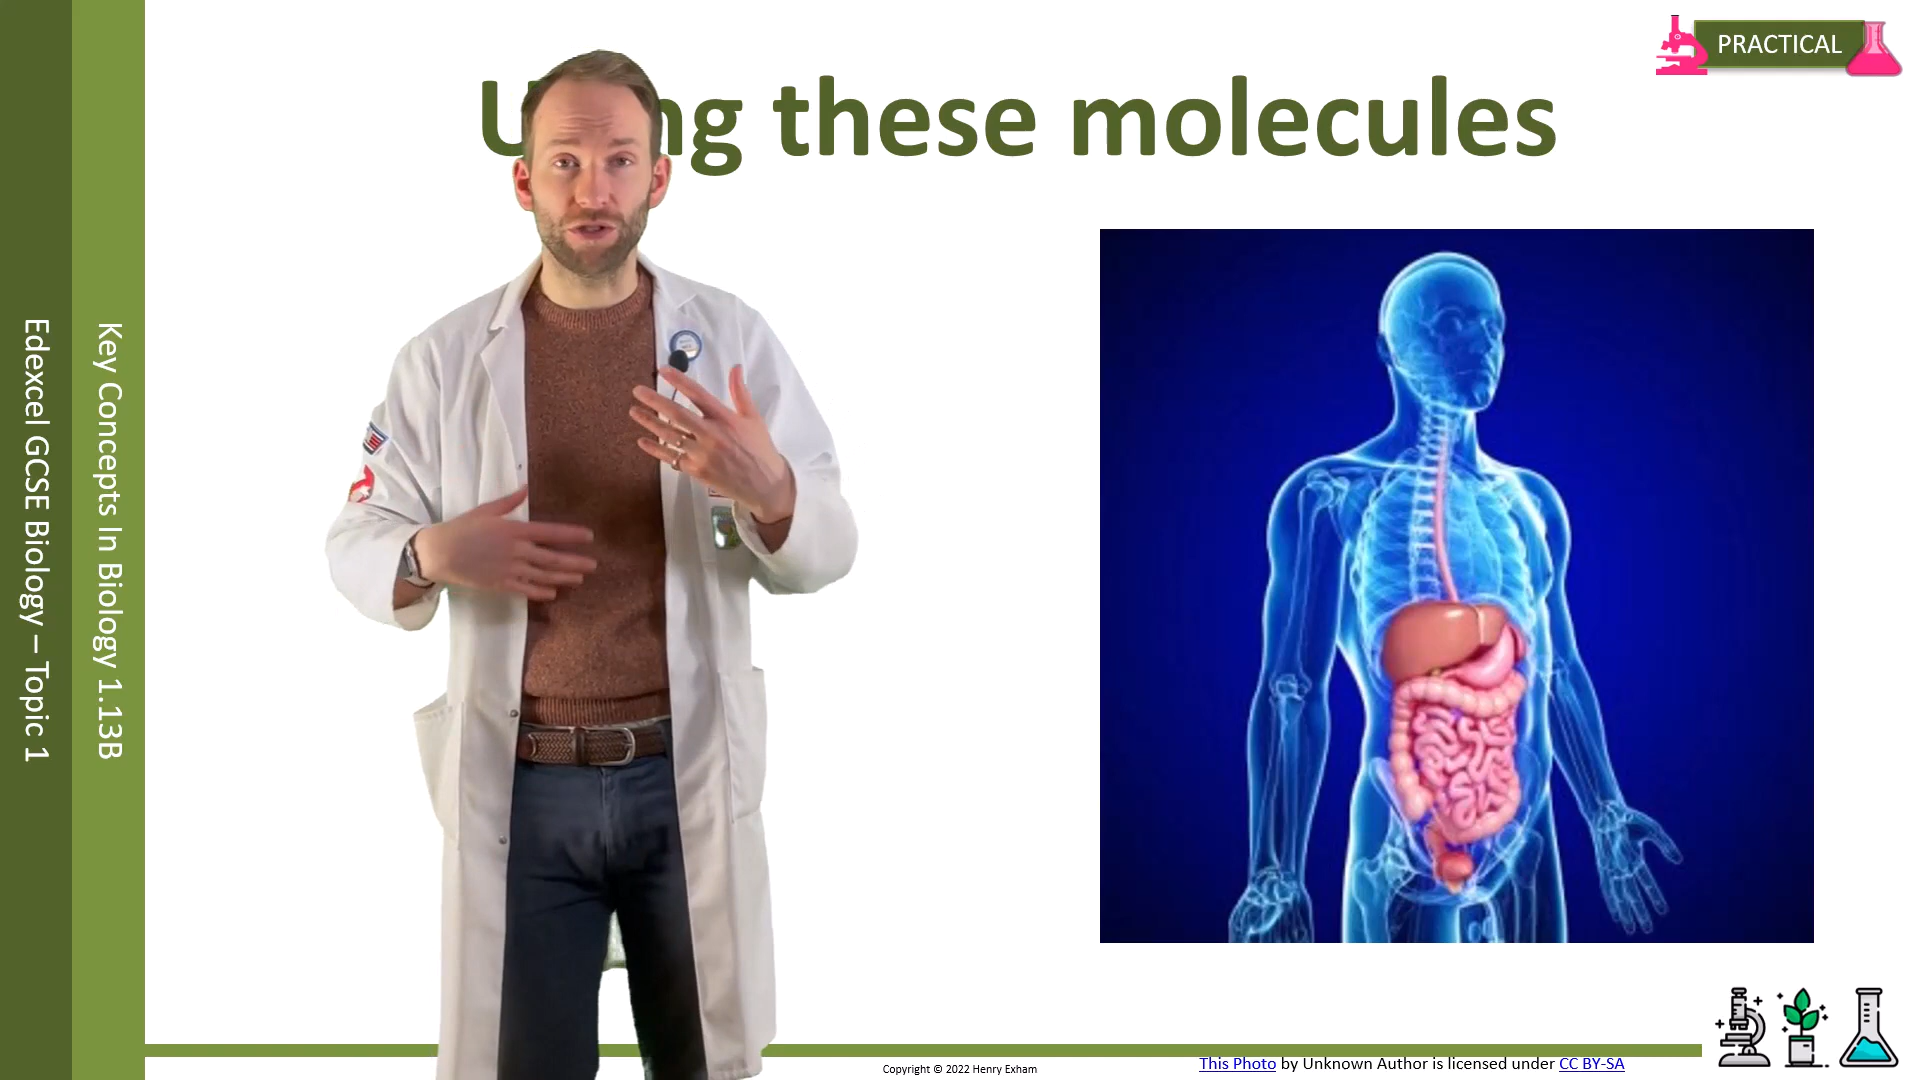 PRACTICAL
U ng these molecules
Key Concepts In Biology 1.13B
Edexcel GCSE Biology – Topic 1
This Photo by Unknown Author is licensed under CC BY-SA
Copyright © 2022 Henry Exham